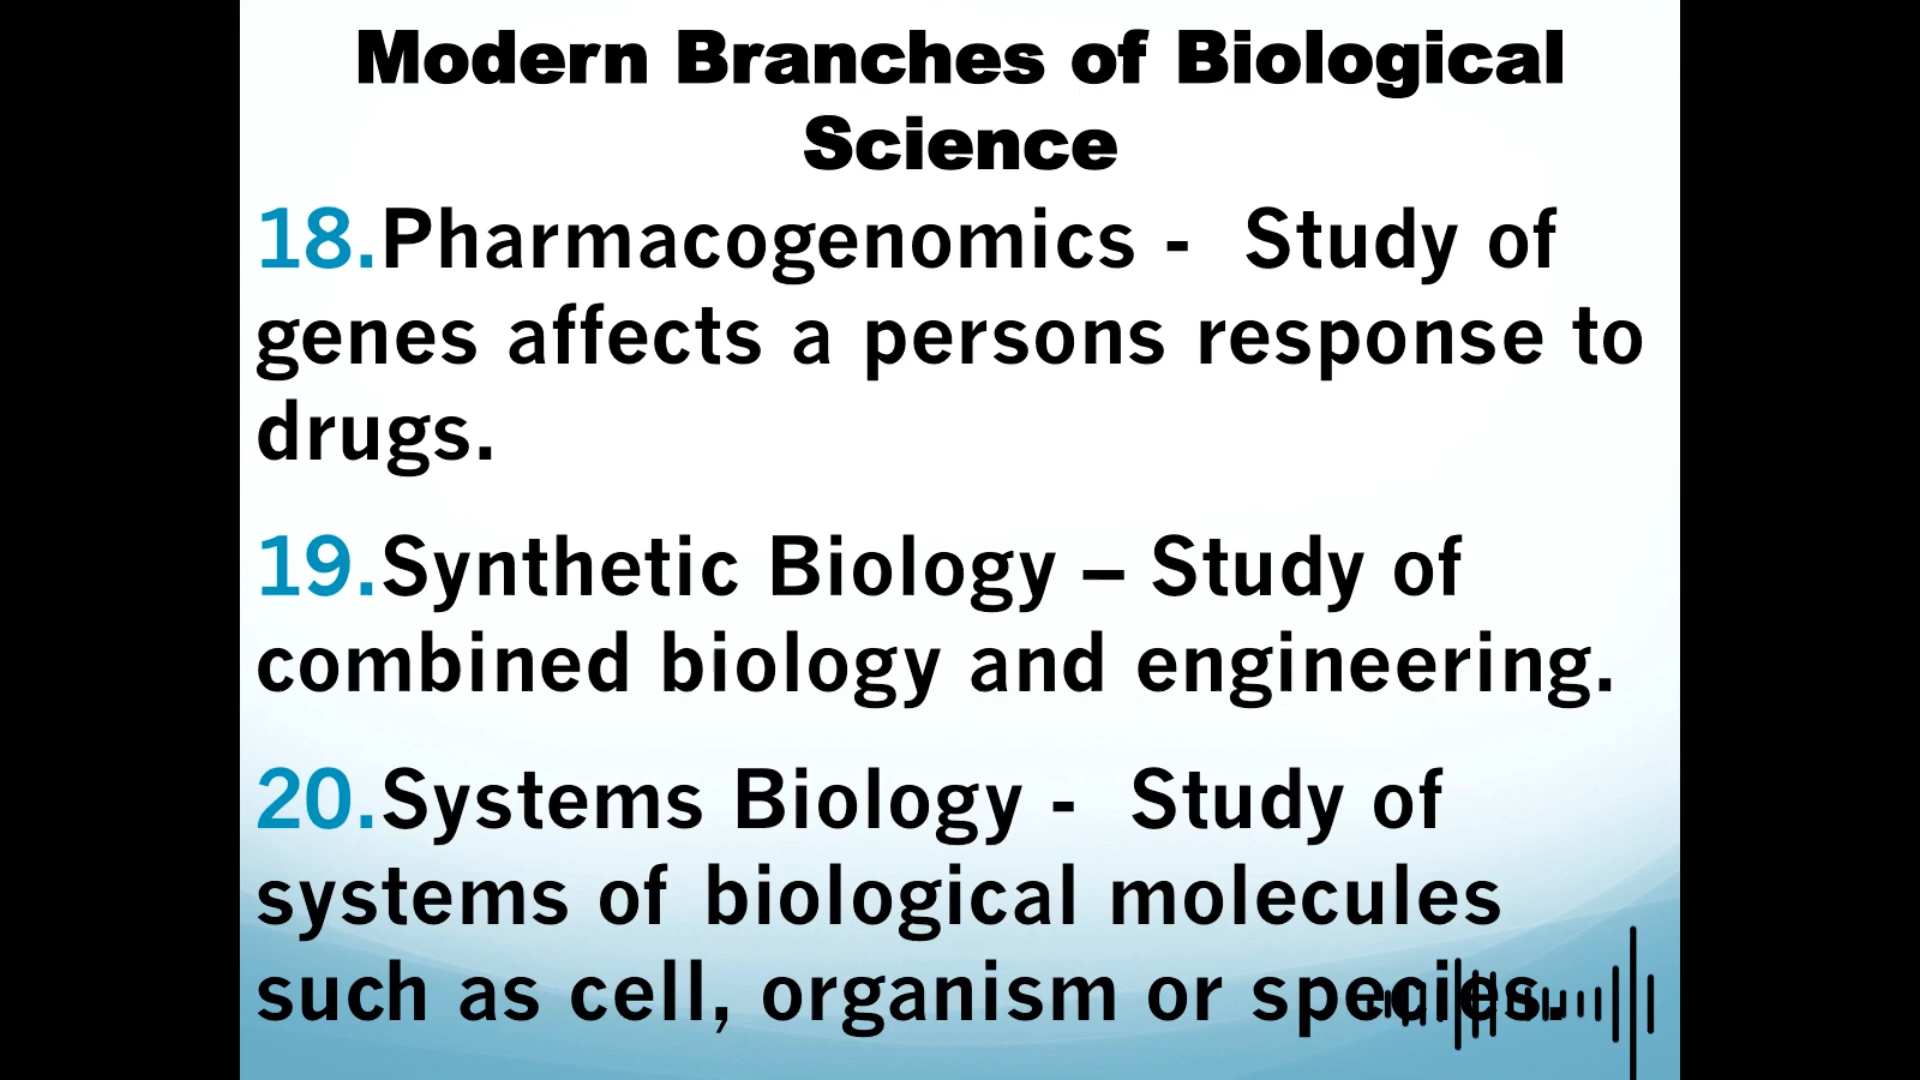 Modern Branches of Biological
Science
18.Pharmacogenomics - Study of
genes affects a persons response to
drugs.
19.Synthetic Biology – Study of
combined biology and engineering.
20.Systems Biology - Study of
systems of biological molecules
such as cell, organism or species.